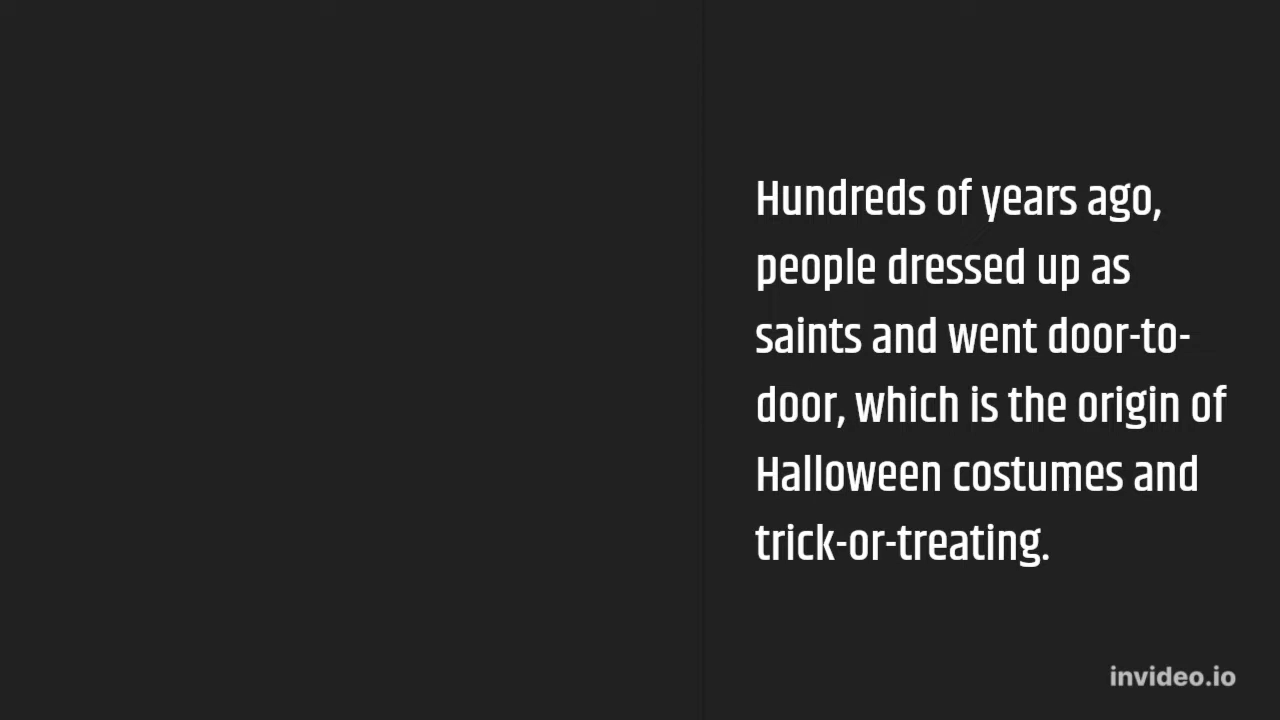 Hundreds of years ago,
people dressed up as
saints and went door-to-
door, which is the origin of
Halloween costumes and
trick-or-treating.
invideo.io